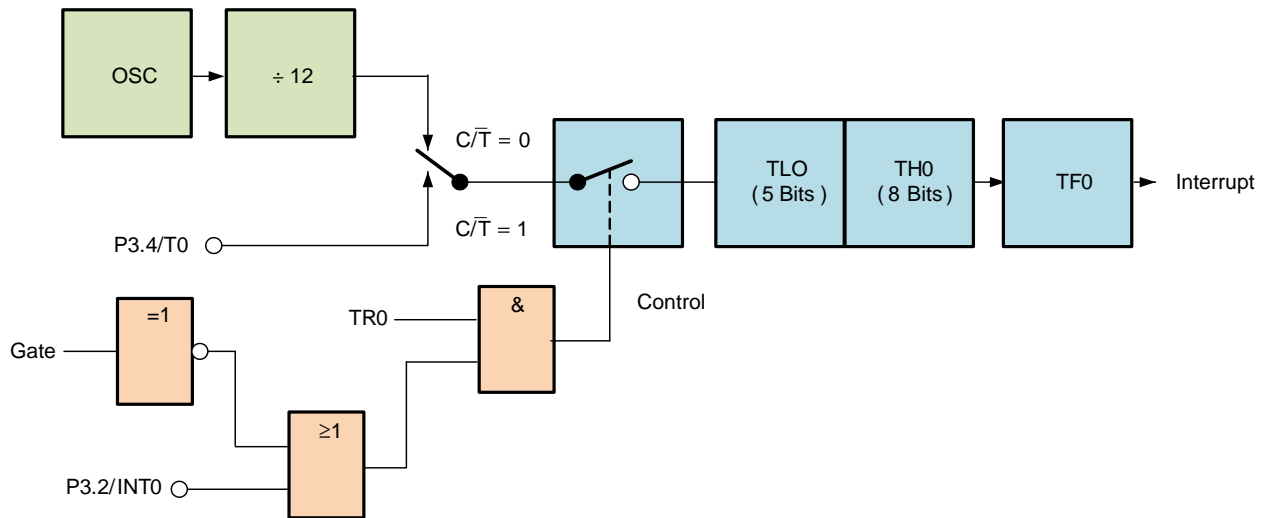 OSC
÷ 12
C/T̅ = 0
C/T̅ = 1
TLO
( 5 Bits )
TH0
( 8 Bits)
TF0
Interrupt
P3.4/T0
TR0
&
Control
=1
Gate
≥1
P3.2/INT0